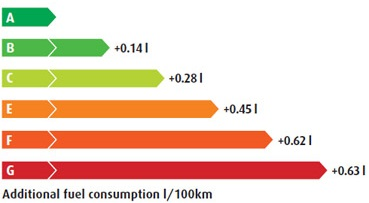 A
B +0.14 l
C +0.28 l
E +0.45 l
F +0.62 l
G +0.63 l
Additional fuel consumption l/100km